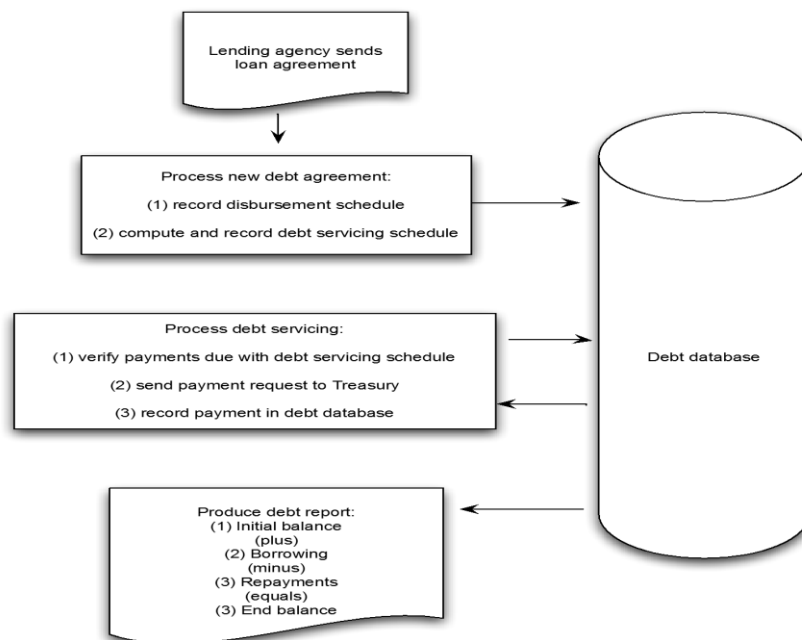 Lending agency sends
loan agreement
Process new debt agreement:
(1) record disbursement schedule
(2) compute and record debt servicing schedule
Process debt servicing:
(1) verify payments due with debt servicing schedule
(2) send payment request to Treasury
(3) record payment in debt database
Debt database
Produce debt report:
(1) Initial balance
(plus)
(2) Borrowing
(minus)
(3) Repayments
(equals)
(3) End balance